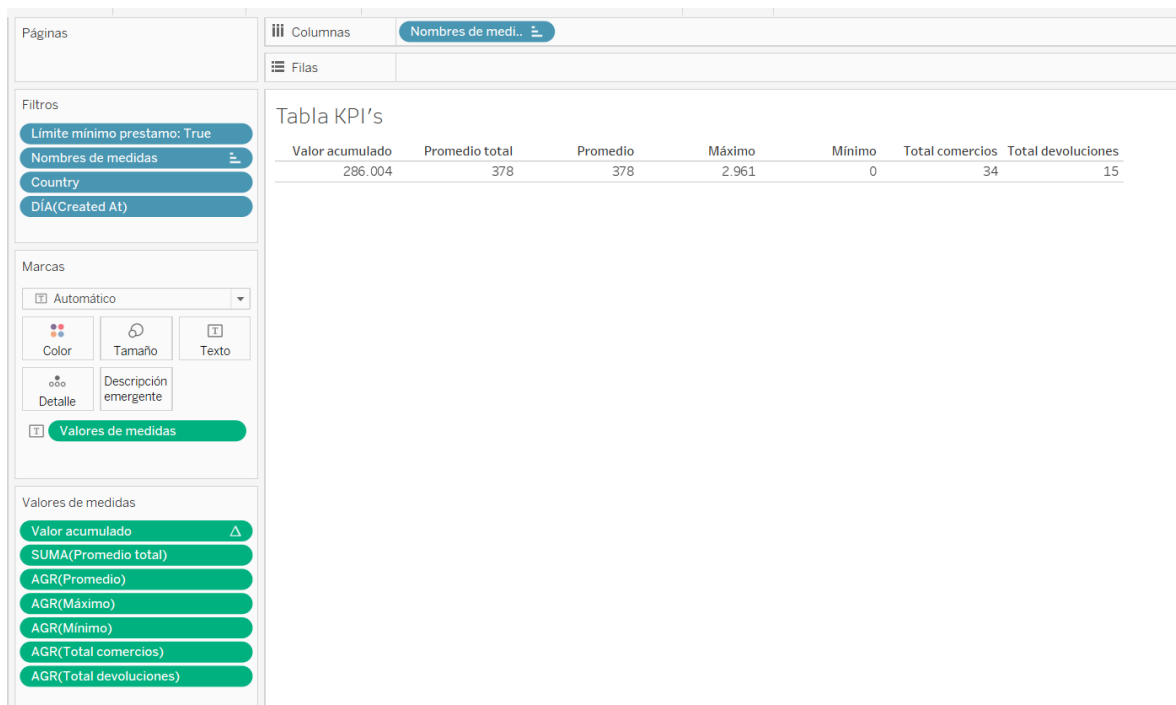 Páginas
Columnas
Nombres de medi..
Filas
Filtros
Límite mínimo prestamo: True
Nombres de medidas
Country
DÍA(Created At)
Marcas
Automático
Color
Tamaño
Texto
Detalle
Descripción
emergente
Valores de medidas
Valores de medidas
Valor acumulado
SUMA(Promedio total)
AGR(Promedio)
AGR(Máximo)
AGR(Mínimo)
AGR(Total comercios)
AGR(Total devoluciones)
Tabla KPI's
Valor acumulado Promedio total Promedio Máximo Mínimo Total comercios Total devoluciones
286.004 378 378 2.961 0 34 15